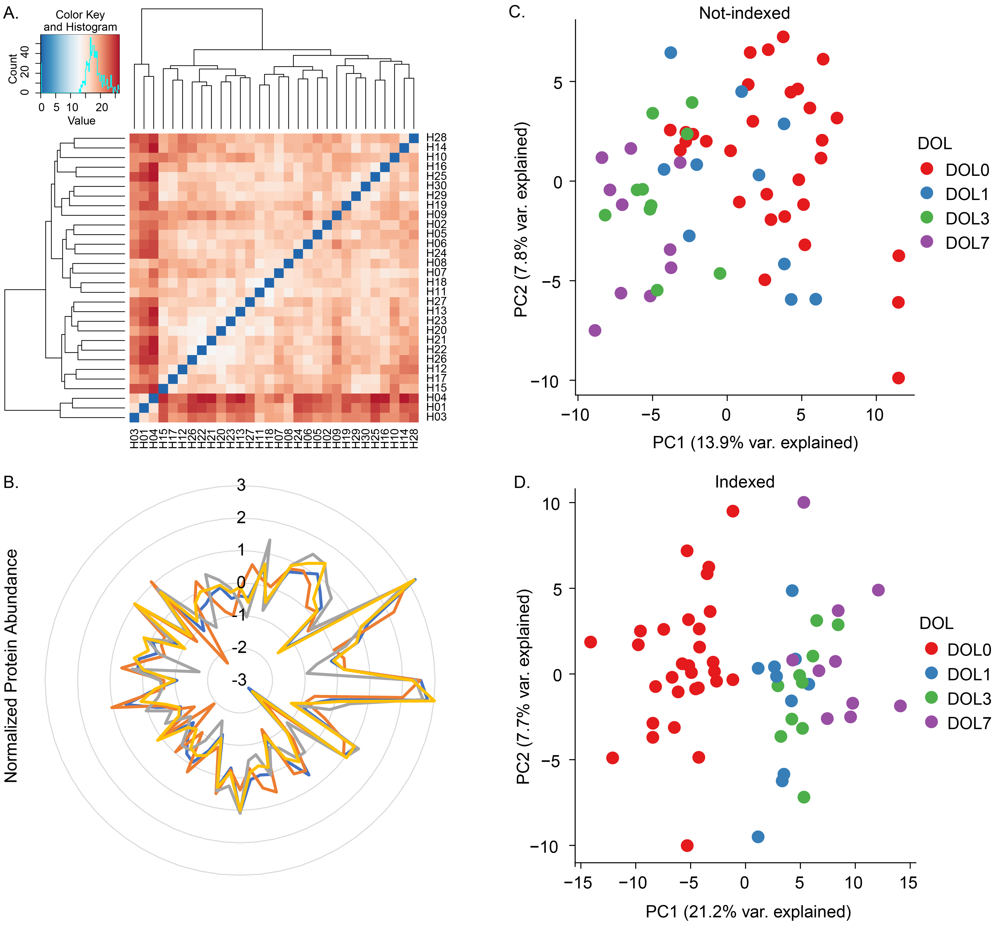 A.
Color Key
and Histogram
Count
0 20 40
0 5 10 20
Value
H28
H14
H10
H16
H25
H30
H29
H19
H09
H02
H05
H06
H24
H08
H07
H18
H11
H27
H13
H23
H20
H21
H22
H26
H12
H17
H15
H04
H01
H03
H03 H01 H04 H15 H17 H12 H26 H22 H21 H20 H23 H13 H27 H11 H18 H07 H08 H24 H06 H05 H02 H09 H19 H29 H30 H25 H16 H10 H14 H28
B.
Normalized Protein Abundance
3
2
1
0
-1
-2
-3
C.
Not-indexed
PC2 (7.8% var. explained)
5
0
−5
−10
−10 −5 0 5 10
PC1 (13.9% var. explained)
DOL
DOL0
DOL1
DOL3
DOL7
D.
Indexed
PC2 (7.7% var. explained)
10
5
0
−5
−10
−15 −10 −5 0 5 10 15
PC1 (21.2% var. explained)
DOL
DOL0
DOL1
DOL3
DOL7